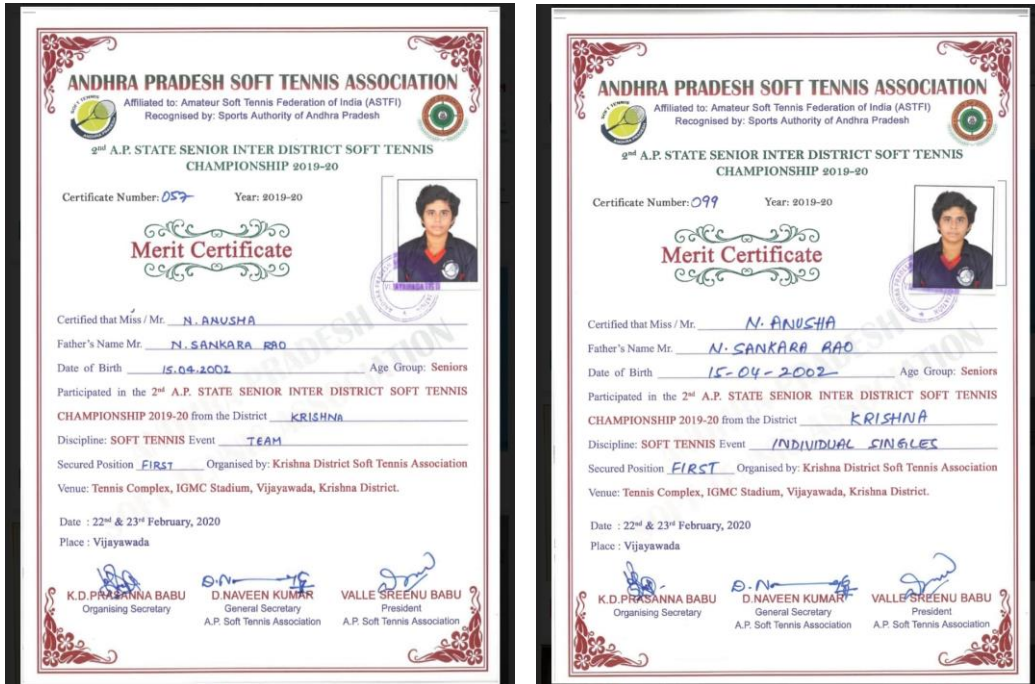 ANDHRA PRADESH SOFT TENNIS ASSOCIATION
Affiliated to: Amateur Soft Tennis Federation of India (ASTFI)
Recognised by: Sports Authority of Andhra Pradesh
2nd A.P. STATE SENIOR INTER DISTRICT SOFT TENNIS
CHAMPIONSHIP 2019-20
Certificate Number: 057 Year: 2019-20
Merit Certificate
Certified that Miss / Mr. N. ANUSHA
Father's Name Mr. N. SANKARA RAO
Date of Birth 15.04.2002 Age Group: Seniors
Participated in the 2nd A.P. STATE SENIOR INTER DISTRICT SOFT TENNIS
CHAMPIONSHIP 2019-20 from the District KRISHNA
Discipline: SOFT TENNIS Event TEAM
Secured Position FIRST Organised by: Krishna District Soft Tennis Association
Venue: Tennis Complex, IGMC Stadium, Vijayawada, Krishna District.
Date : 22nd & 23rd February, 2020
Place : Vijayawada
K.D.PRASANNA BABU D.NAVEEN KUMAR VALLE SREENU BABU
Organising Secretary General Secretary President
A.P. Soft Tennis Association A.P. Soft Tennis Association
ANDHRA PRADESH SOFT TENNIS ASSOCIATION
Affiliated to: Amateur Soft Tennis Federation of India (ASTFI)
Recognised by: Sports Authority of Andhra Pradesh
2nd A.P. STATE SENIOR INTER DISTRICT SOFT TENNIS
CHAMPIONSHIP 2019-20
Certificate Number: 099 Year: 2019-20
Merit Certificate
Certified that Miss / Mr. N. ANUSHA
Father's Name Mr. N. SANKARA RAO
Date of Birth 15-04-2002 Age Group: Seniors
Participated in the 2nd A.P. STATE SENIOR INTER DISTRICT SOFT TENNIS
CHAMPIONSHIP 2019-20 from the District KRISHNA
Discipline: SOFT TENNIS Event INDIVIDUAL SINGLES
Secured Position FIRST Organised by: Krishna District Soft Tennis Association
Venue: Tennis Complex, IGMC Stadium, Vijayawada, Krishna District.
Date : 22nd & 23rd February, 2020
Place : Vijayawada
K.D.PRASANNA BABU D.NAVEEN KUMAR VALLE SREENU BABU
Organising Secretary General Secretary President
A.P. Soft Tennis Association A.P. Soft Tennis Association